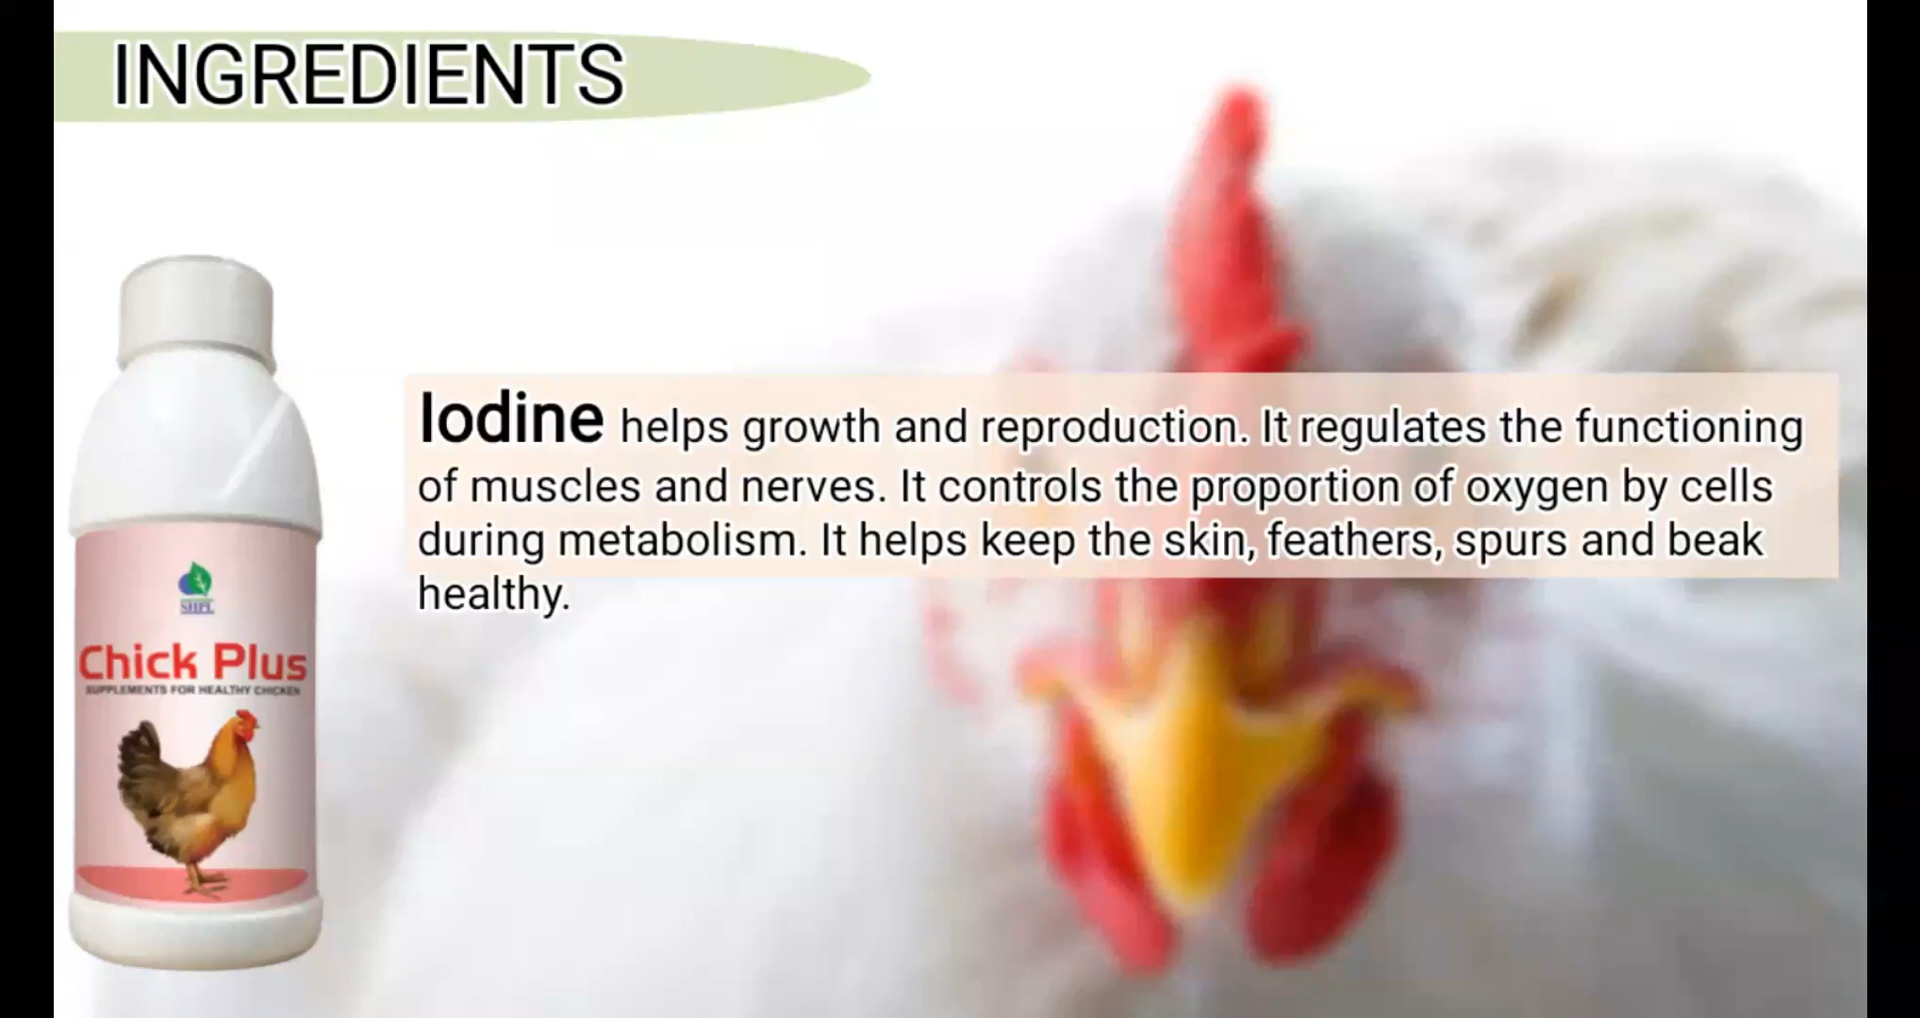 INGREDIENTS
Iodine helps growth and reproduction. It regulates the functioning
of muscles and nerves. It controls the proportion of oxygen by cells
during metabolism. It helps keep the skin, feathers, spurs and beak
healthy.
SHPL
Chick Plus
SUPPLEMENTS FOR HEALTHY CHICKEN